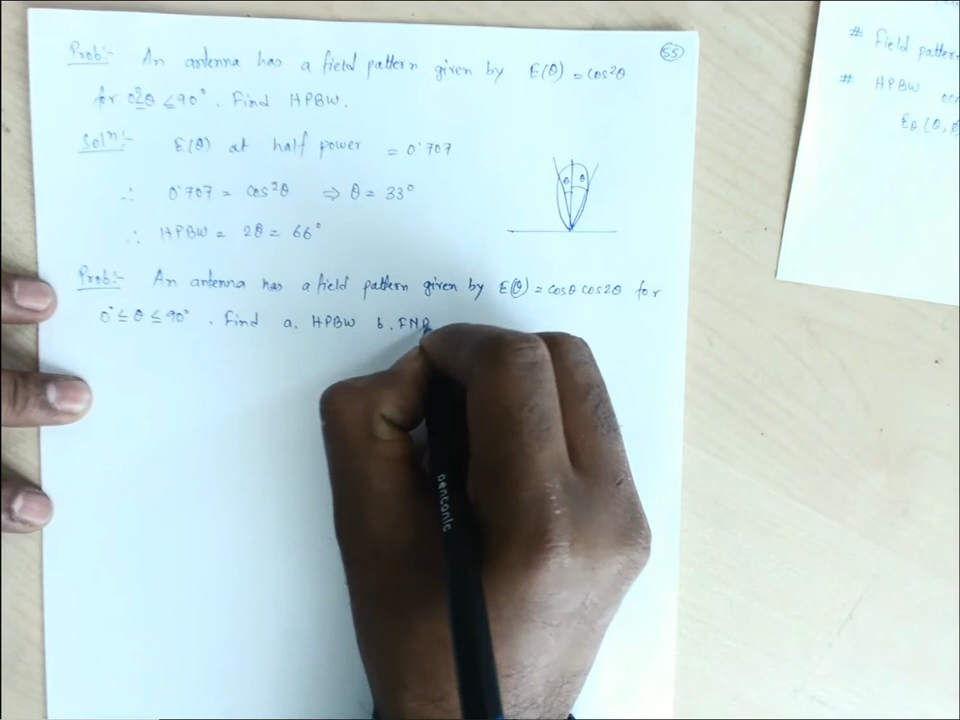 55
Prob:- An antenna has a field pattern given by E(θ) = cos²θ
for 0≤θ ≤90°. Find HPBW.
Solⁿ:- E(θ) at half power = 0.707
∴ 0.707 = cos²θ ⇒ θ = 33°
∴ HPBW = 2θ = 66°
θ θ
Prob:- An antenna has a field pattern given by E(θ) = cosθ cos2θ for
0° ≤ θ ≤ 90°. Find a. HPBW b. FNB
# Field pattern
# HPBW
Eθ (θ,
pentonic